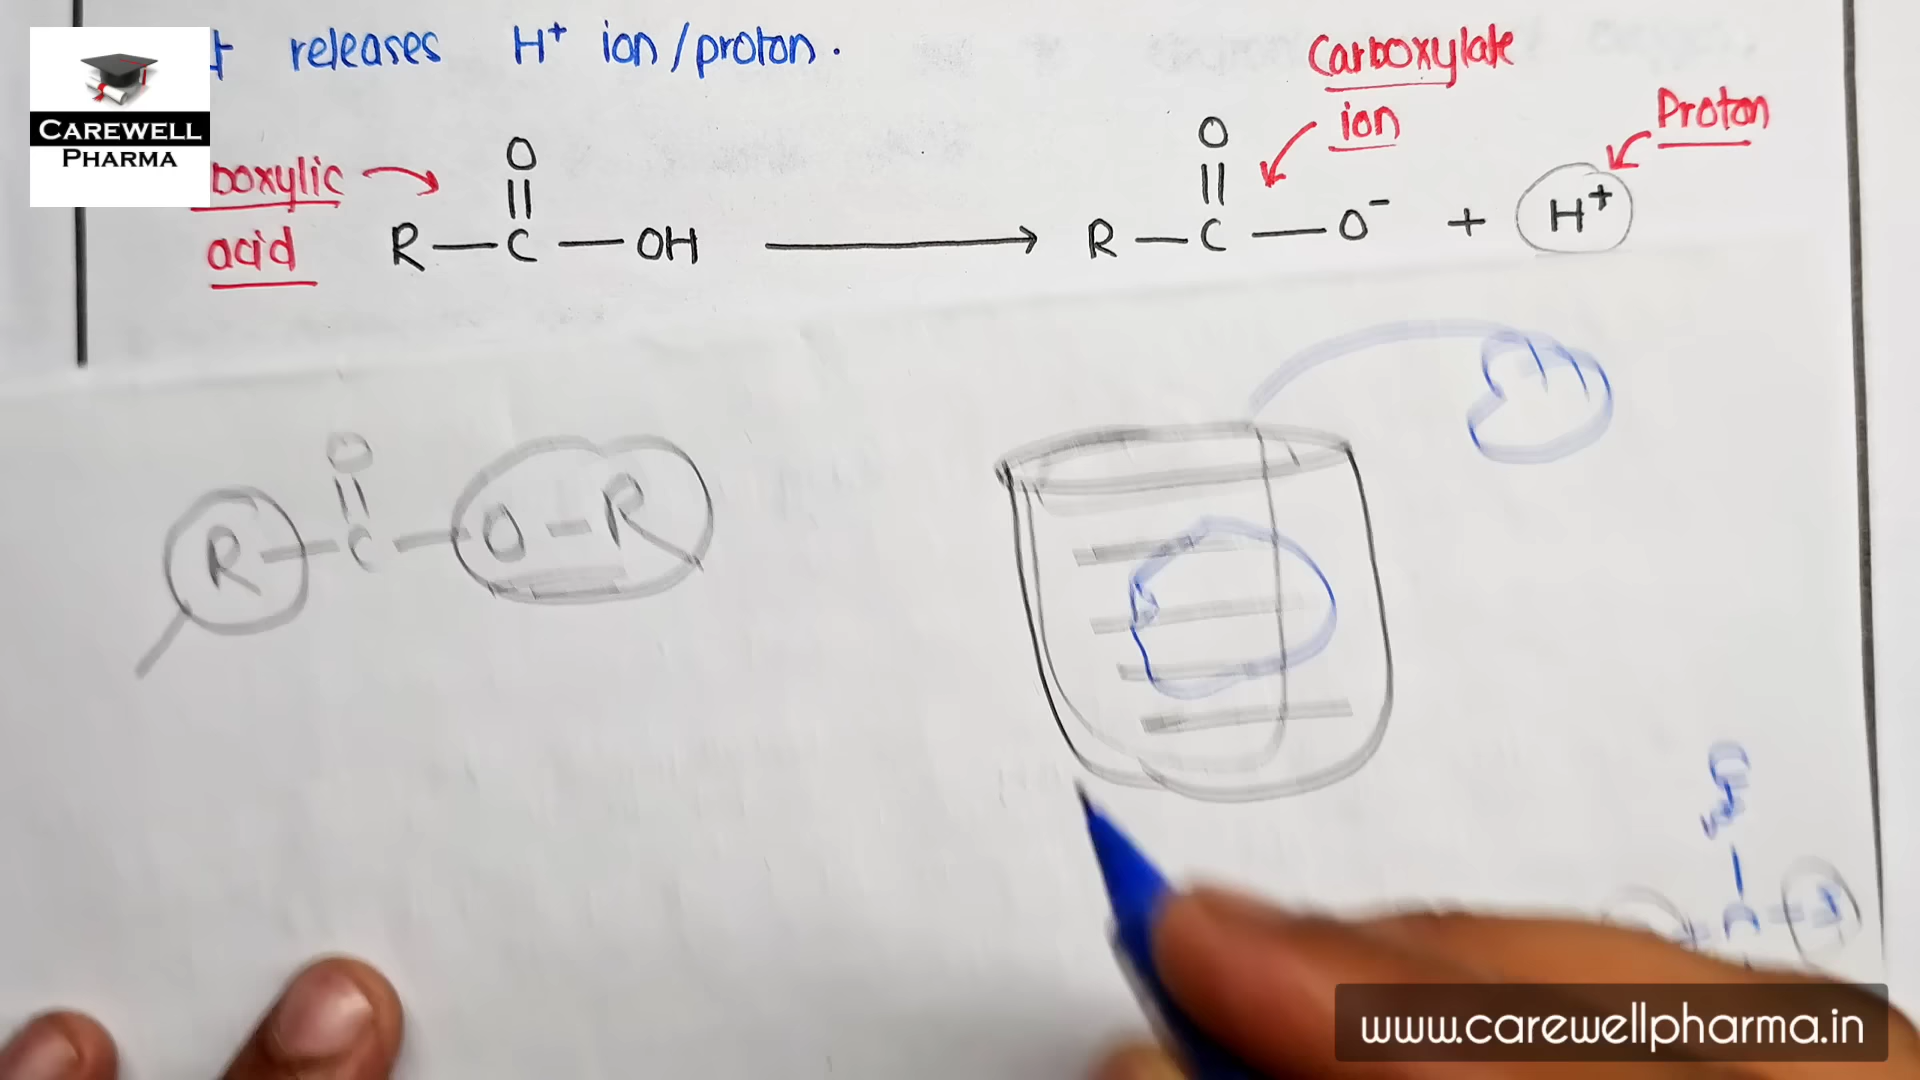 releases H⁺ ion/proton.
CAREWELL
PHARMA
Carboxylate
ion
Proton
boxylic
acid
O
||
R — C — OH ⟶ R — C — O⁻ + H⁺
O
||
O
||
R — C — O — R
www.carewellpharma.in